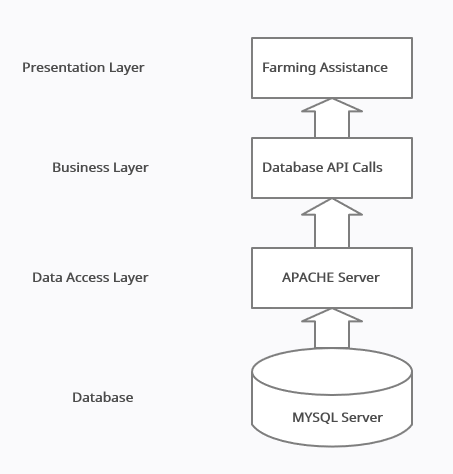 Presentation Layer
Farming Assistance
Business Layer
Database API Calls
Data Access Layer
APACHE Server
Database
MYSQL Server